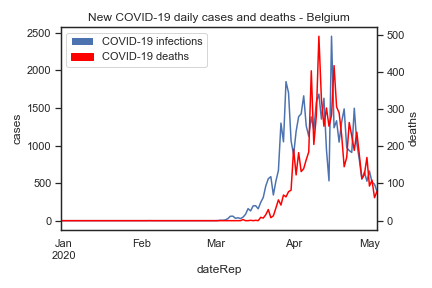 New COVID-19 daily cases and deaths - Belgium
COVID-19 infections
COVID-19 deaths
2500
2000
1500
1000
500
0
cases
500
400
300
200
100
0
deaths
Jan Feb Mar Apr May
2020
dateRep